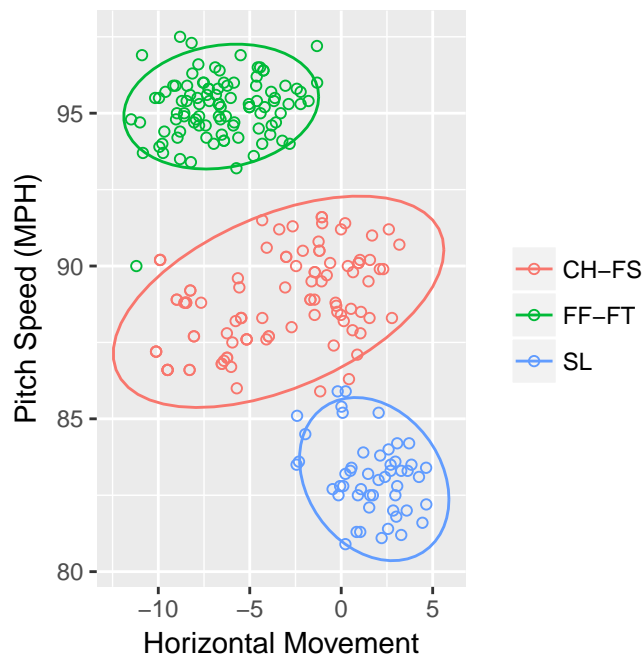 Pitch Speed (MPH)
95
90
85
80
−10
−5
0
5
Horizontal Movement
CH−FS
FF−FT
SL